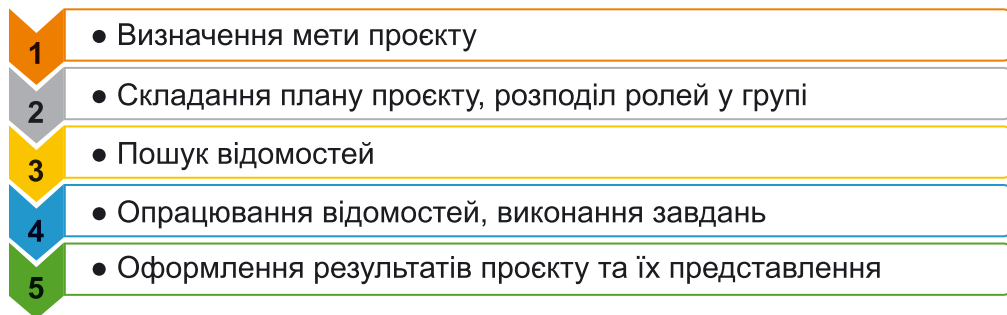 1 ● Визначення мети проєкту
2 ● Складання плану проєкту, розподіл ролей у групі
3 ● Пошук відомостей
4 ● Опрацювання відомостей, виконання завдань
5 ● Оформлення результатів проєкту та їх представлення